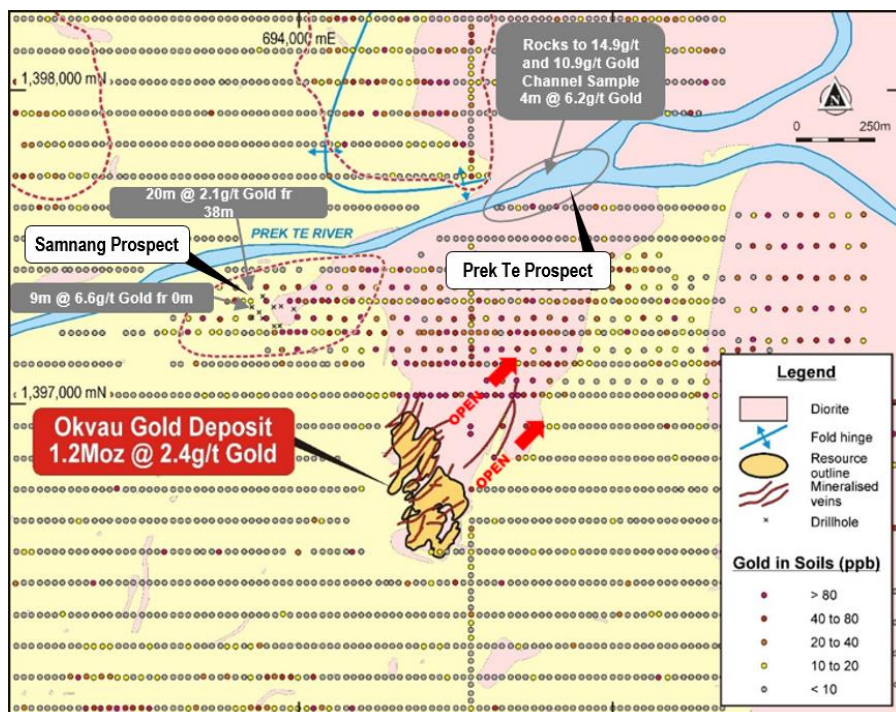 694,000 mE
1,398,000 mN
Rocks to 14.9g/t
and 10.9g/t Gold
Channel Sample
4m @ 6.2g/t Gold
N
0 250m
20m @ 2.1g/t Gold fr
38m
PREK TE RIVER
Samnang Prospect
Prek Te Prospect
9m @ 6.6g/t Gold fr 0m
1,397,000 mN
OPEN
OPEN
Okvau Gold Deposit
1.2Moz @ 2.4g/t Gold
Legend
Diorite
Fold hinge
Resource
outline
Mineralised
veins
Drillhole
Gold in Soils (ppb)
> 80
40 to 80
20 to 40
10 to 20
< 10